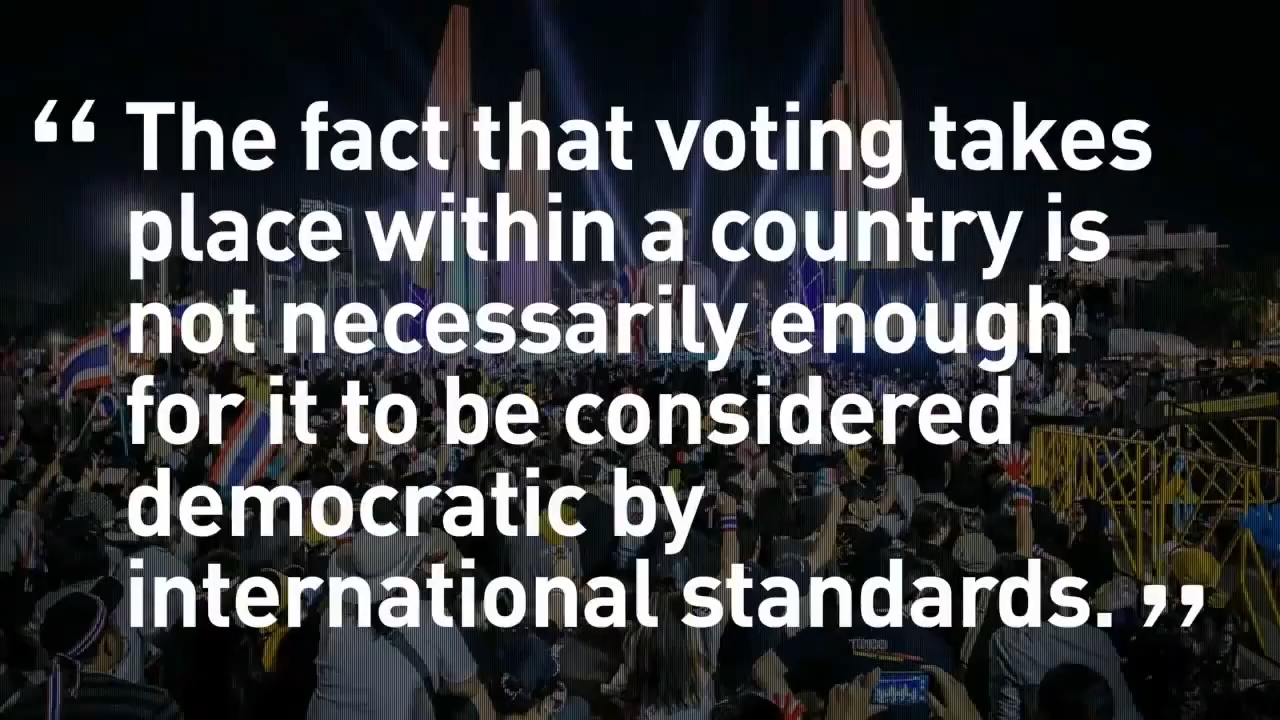 “ The fact that voting takes
place within a country is
not necessarily enough
for it to be considered
democratic by
international standards. ”